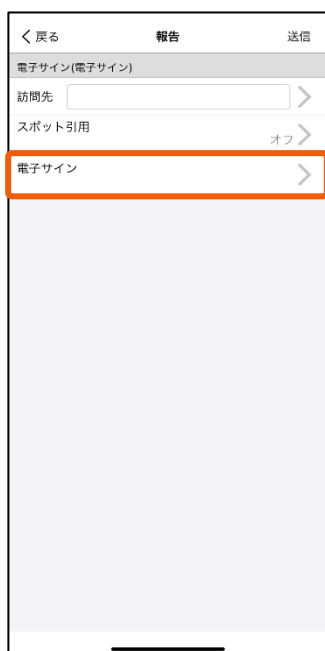 戻る 報告 送信
電子サイン(電子サイン)
訪問先
スポット引用
オフ
電子サイン